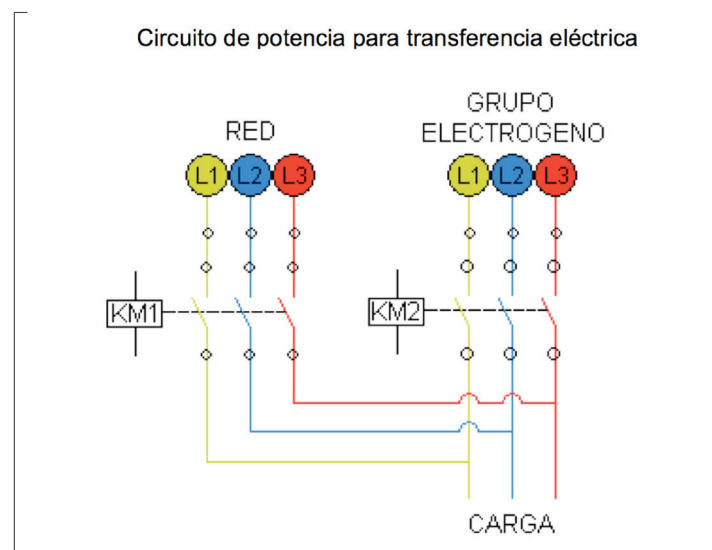 Circuito de potencia para transferencia eléctrica
RED
GRUPO
ELECTROGENO
L1 L2 L3
L1 L2 L3
KM1
KM2
CARGA